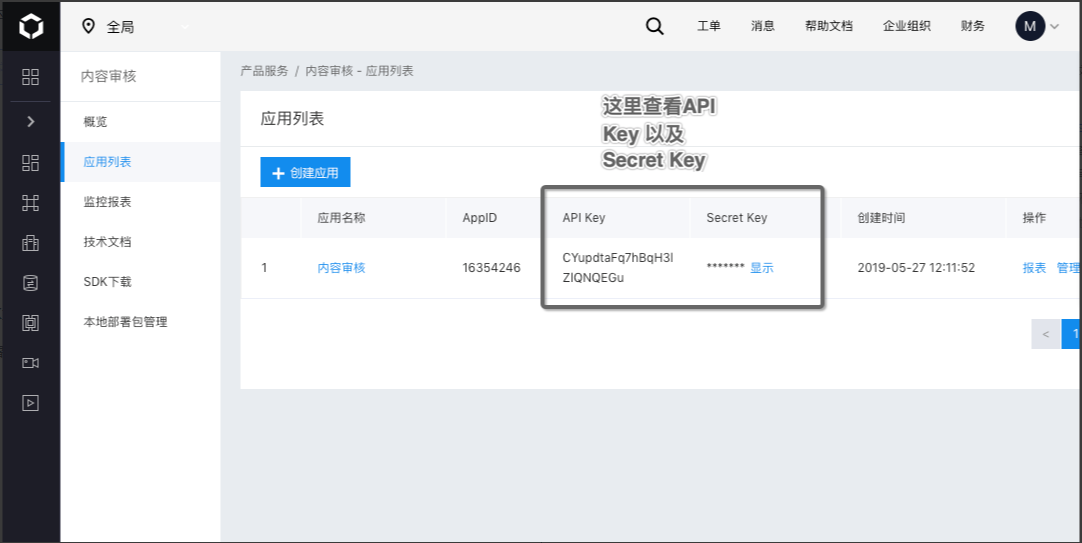 全局
工单
消息
帮助文档
企业组织
财务
M
内容审核
概览
应用列表
监控报表
技术文档
SDK下载
本地部署包管理
产品服务 / 内容审核 - 应用列表
应用列表
这里查看API
Key 以及
Secret Key
创建应用
应用名称
AppID
API Key
Secret Key
创建时间
操作
1
内容审核
16354246
CYupdtaFq7hBqH3l
ZIQNQEGu
******* 显示
2019-05-27 12:11:52
报表
管理
<
1